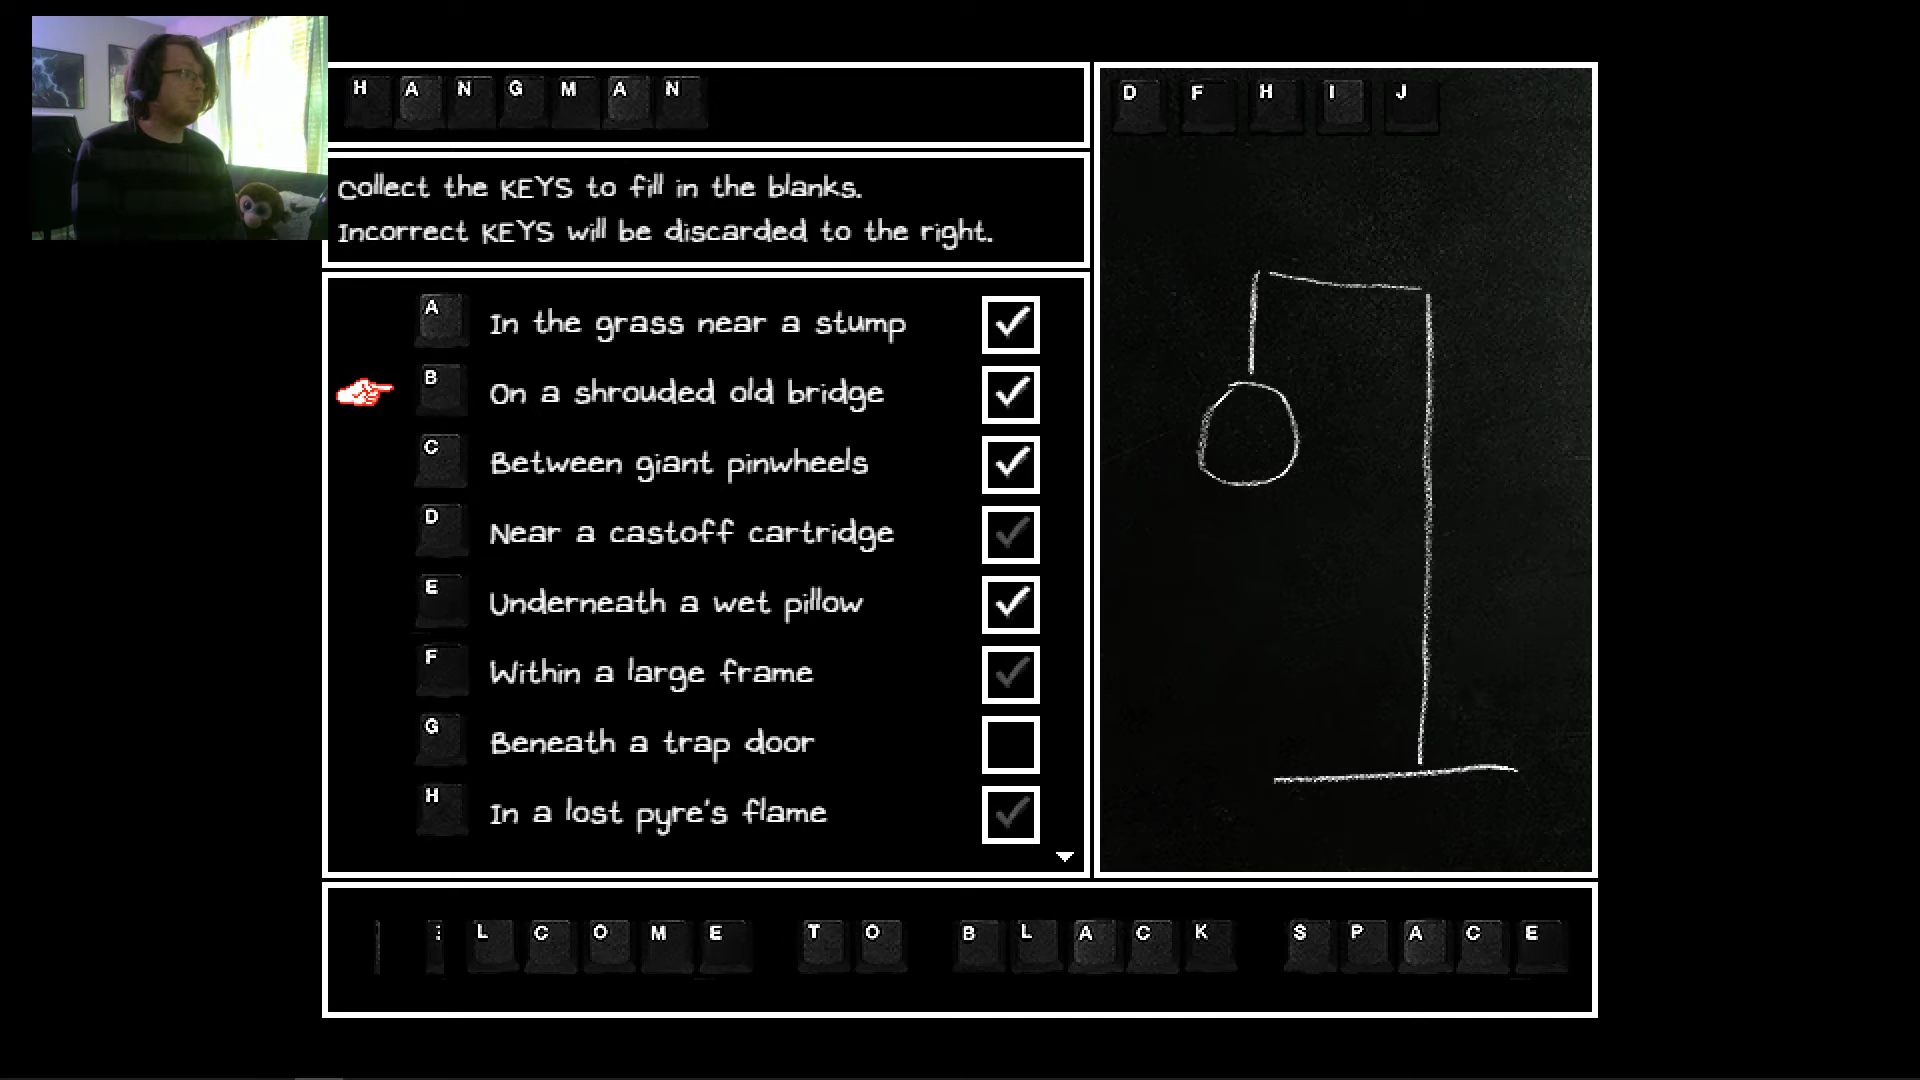 H A N G M A N
Collect the KEYS to fill in the blanks.
Incorrect KEYS will be discarded to the right.
A In the grass near a stump
B On a shrouded old bridge
C Between giant pinwheels
D Near a castoff cartridge
E Underneath a wet pillow
F Within a large frame
G Beneath a trap door
H In a lost pyre's flame
D F H I J
L C O M E T O B L A C K S P A C E